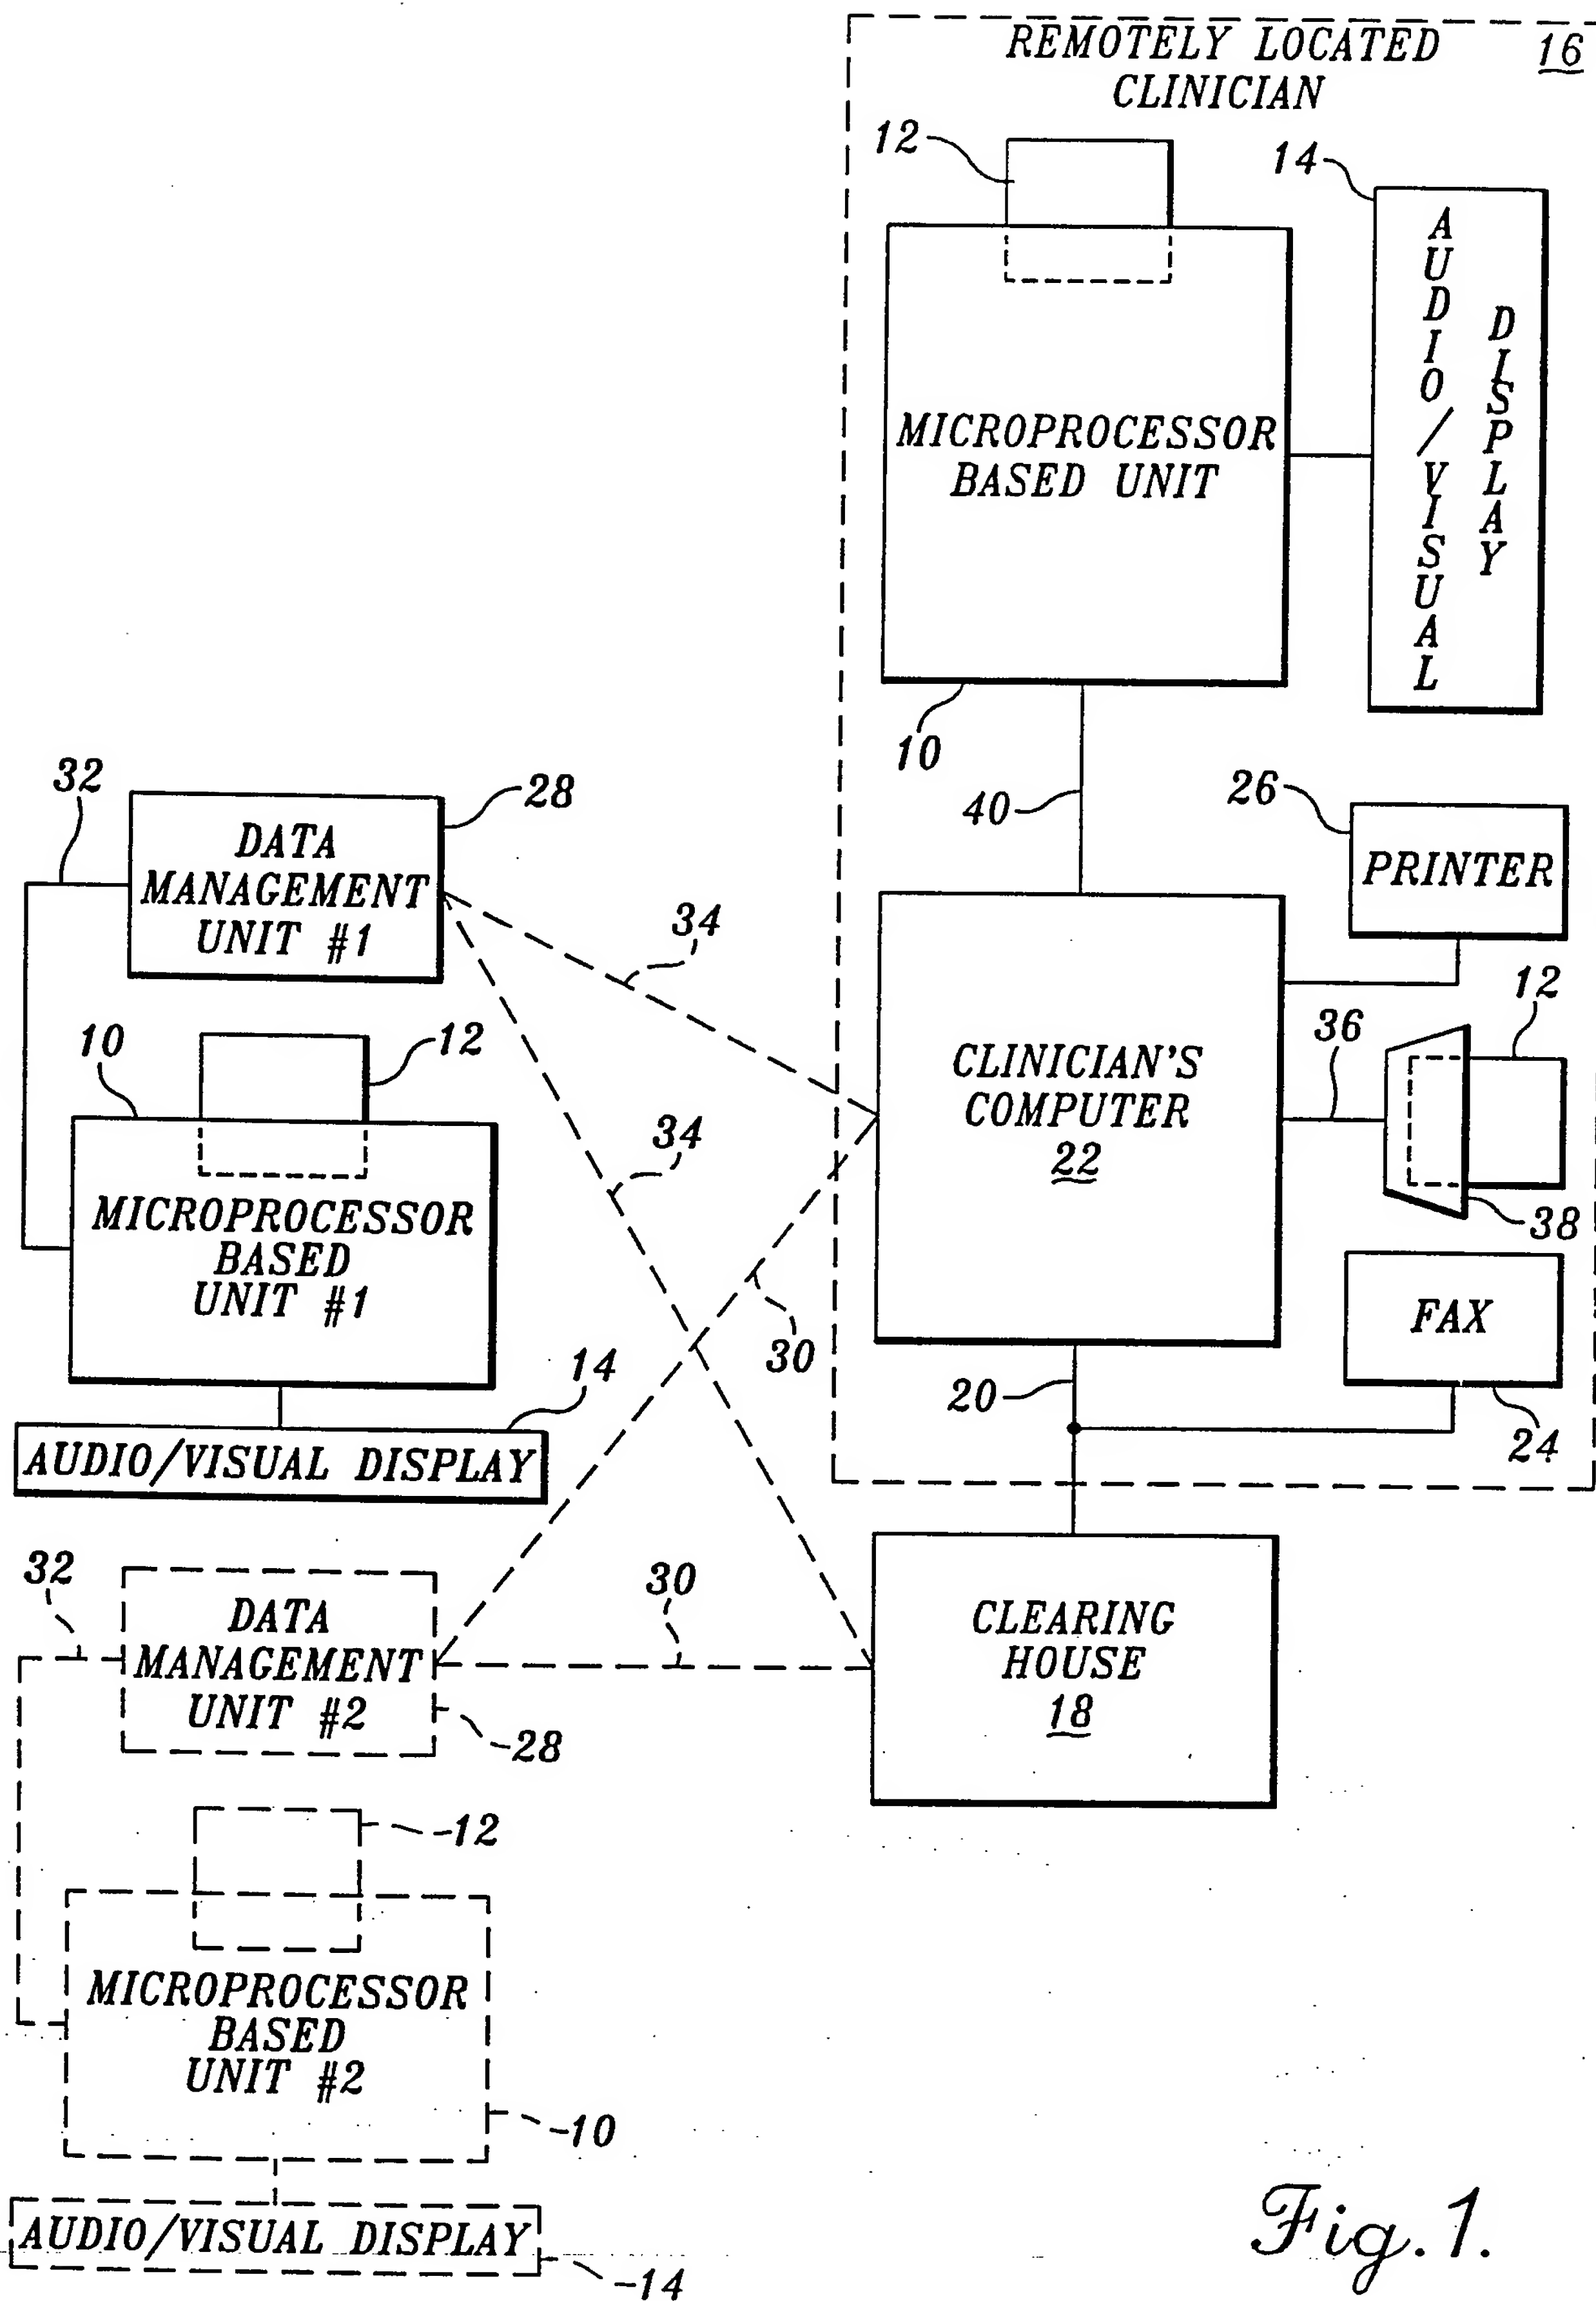 REMOTELY LOCATED
CLINICIAN
16
12
14
AUDIO/VISUAL
DISPLAY
MICROPROCESSOR
BASED UNIT
10
40
26
PRINTER
32
28
DATA
MANAGEMENT
UNIT #1
34
12
36
CLINICIAN'S
COMPUTER
22
38
10
12
34
MICROPROCESSOR
BASED
UNIT #1
30
FAX
20
24
14
AUDIO/VISUAL DISPLAY
32
30
DATA
MANAGEMENT
UNIT #2
28
CLEARING
HOUSE
18
12
MICROPROCESSOR
BASED
UNIT #2
10
AUDIO/VISUAL DISPLAY
14
Fig. 1.